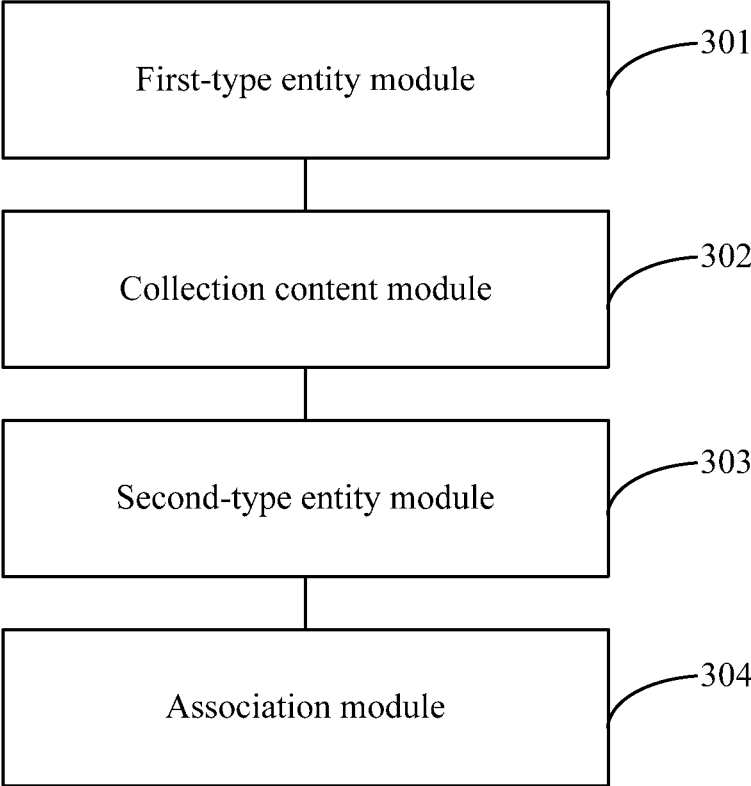 First-type entity module
301
Collection content module
302
Second-type entity module
303
Association module
304